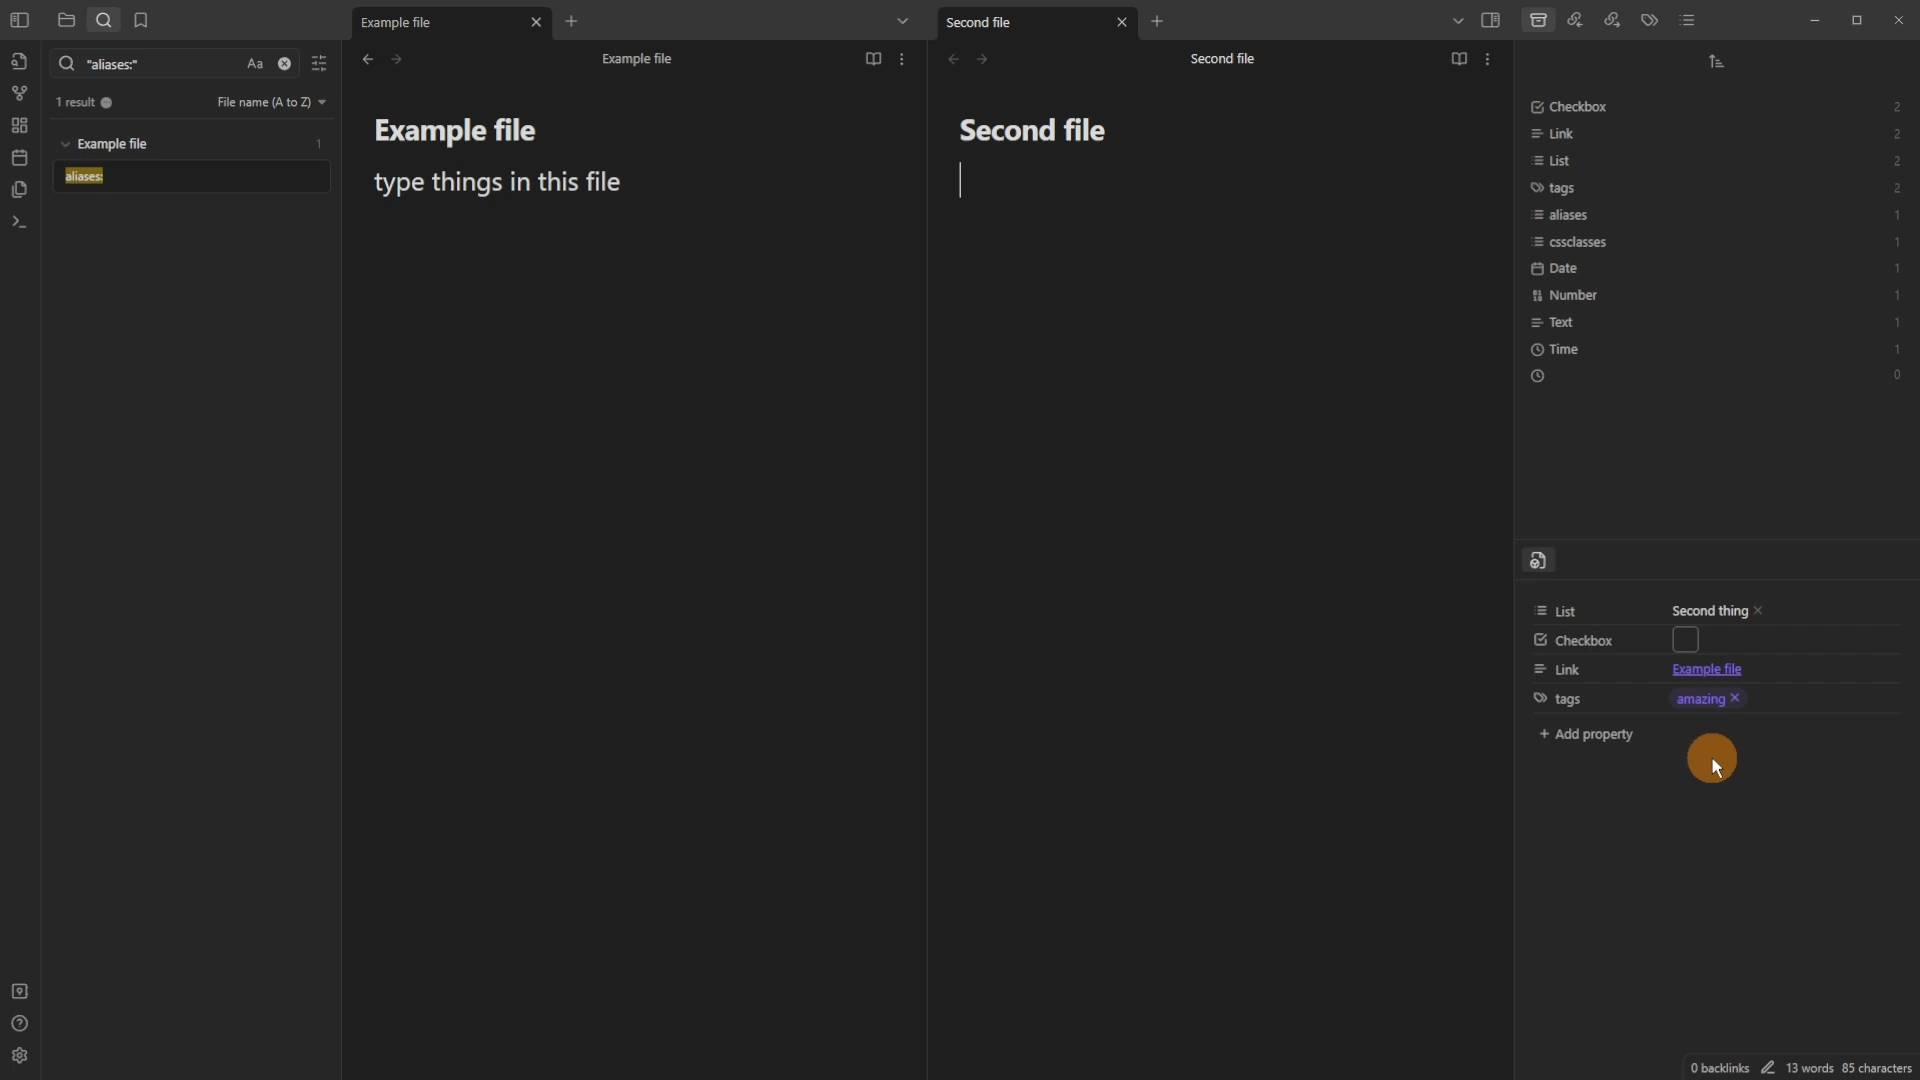 Example file
Second file
"aliases:"
Aa
Example file
Second file
1 result
File name (A to Z)
Example file 1
aliases:
Example file
type things in this file
Second file
Checkbox 2
Link 2
List 2
tags 2
aliases 1
cssclasses 1
Date 1
Number 1
Text 1
Time 1
0
List Second thing
Checkbox
Link Example file
tags amazing
+ Add property
0 backlinks 13 words 85 characters